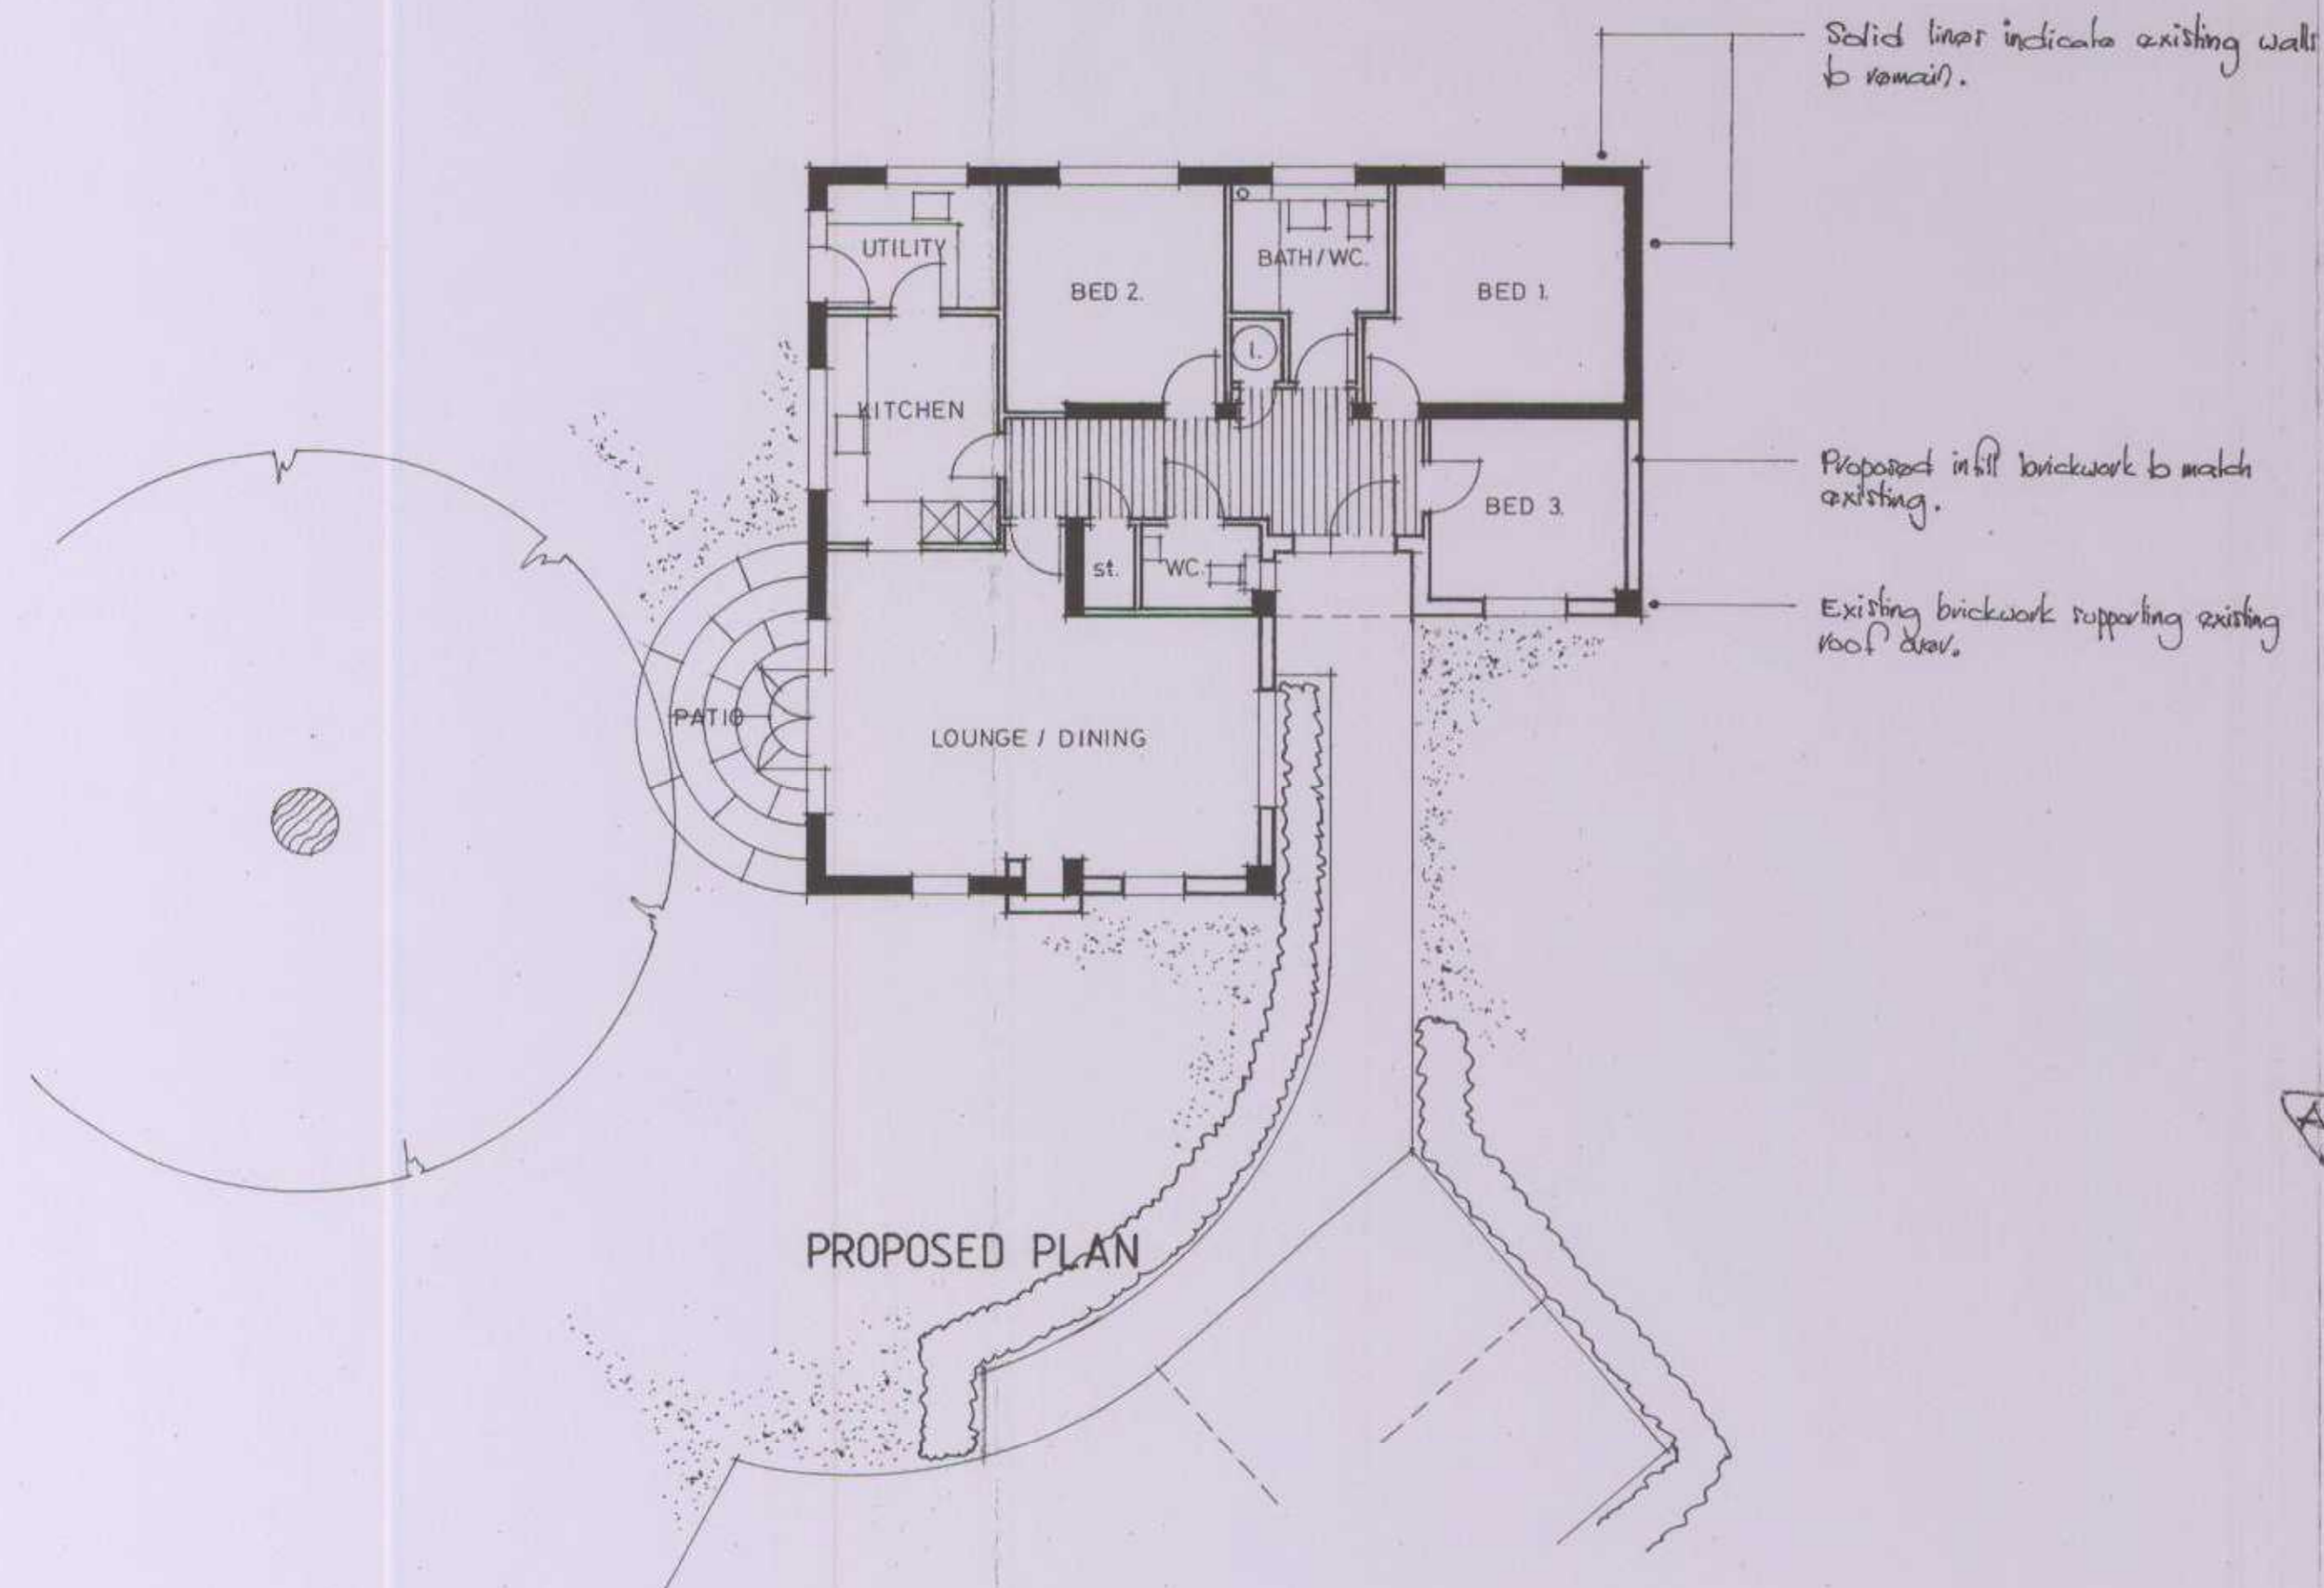 Solid lines indicate existing walls
to remain.
UTILITY
BED 2.
BATH/WC.
BED 1.
l.
KITCHEN
Proposed infill brickwork to match
existing.
BED 3.
st.
WC.
Existing brickwork supporting existing
roof over.
PATIO
LOUNGE / DINING
A
PROPOSED PLAN